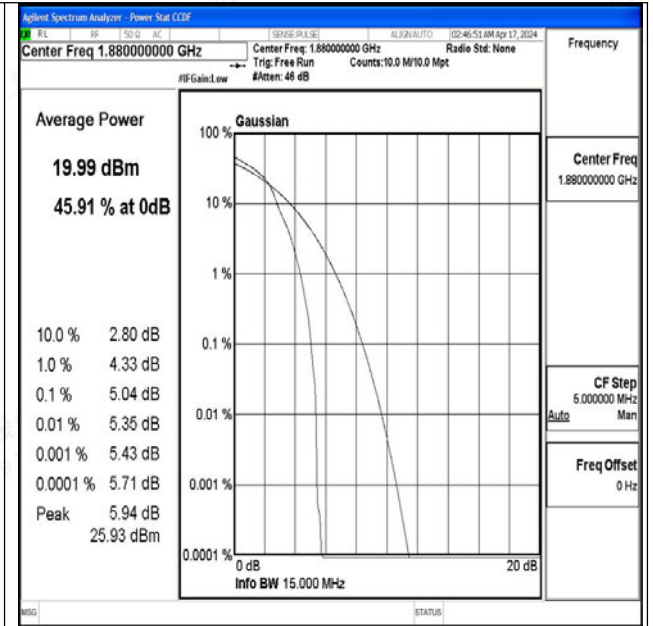 Agilent Spectrum Analyzer - Power Stat CCDF
RL RF 50 Ω AC SENSE:PULSE ALIGN AUTO 02:46:51 AM Apr 17, 2024
Center Freq 1.880000000 GHz
Center Freq: 1.880000000 GHz Radio Std: None
Trig: Free Run Counts:10.0 M/10.0 Mpt
#IFGain:Low #Atten: 46 dB
Frequency
Average Power
19.99 dBm
45.91 % at 0dB
10.0 % 2.80 dB
1.0 % 4.33 dB
0.1 % 5.04 dB
0.01 % 5.35 dB
0.001 % 5.43 dB
0.0001 % 5.71 dB
Peak 5.94 dB
25.93 dBm
Gaussian
100 %
10 %
1 %
0.1 %
0.01 %
0.001 %
0.0001 %
0 dB 20 dB
Info BW 15.000 MHz
Center Freq
1.880000000 GHz
CF Step
5.000000 MHz
Auto Man
Freq Offset
0 Hz
MSG STATUS